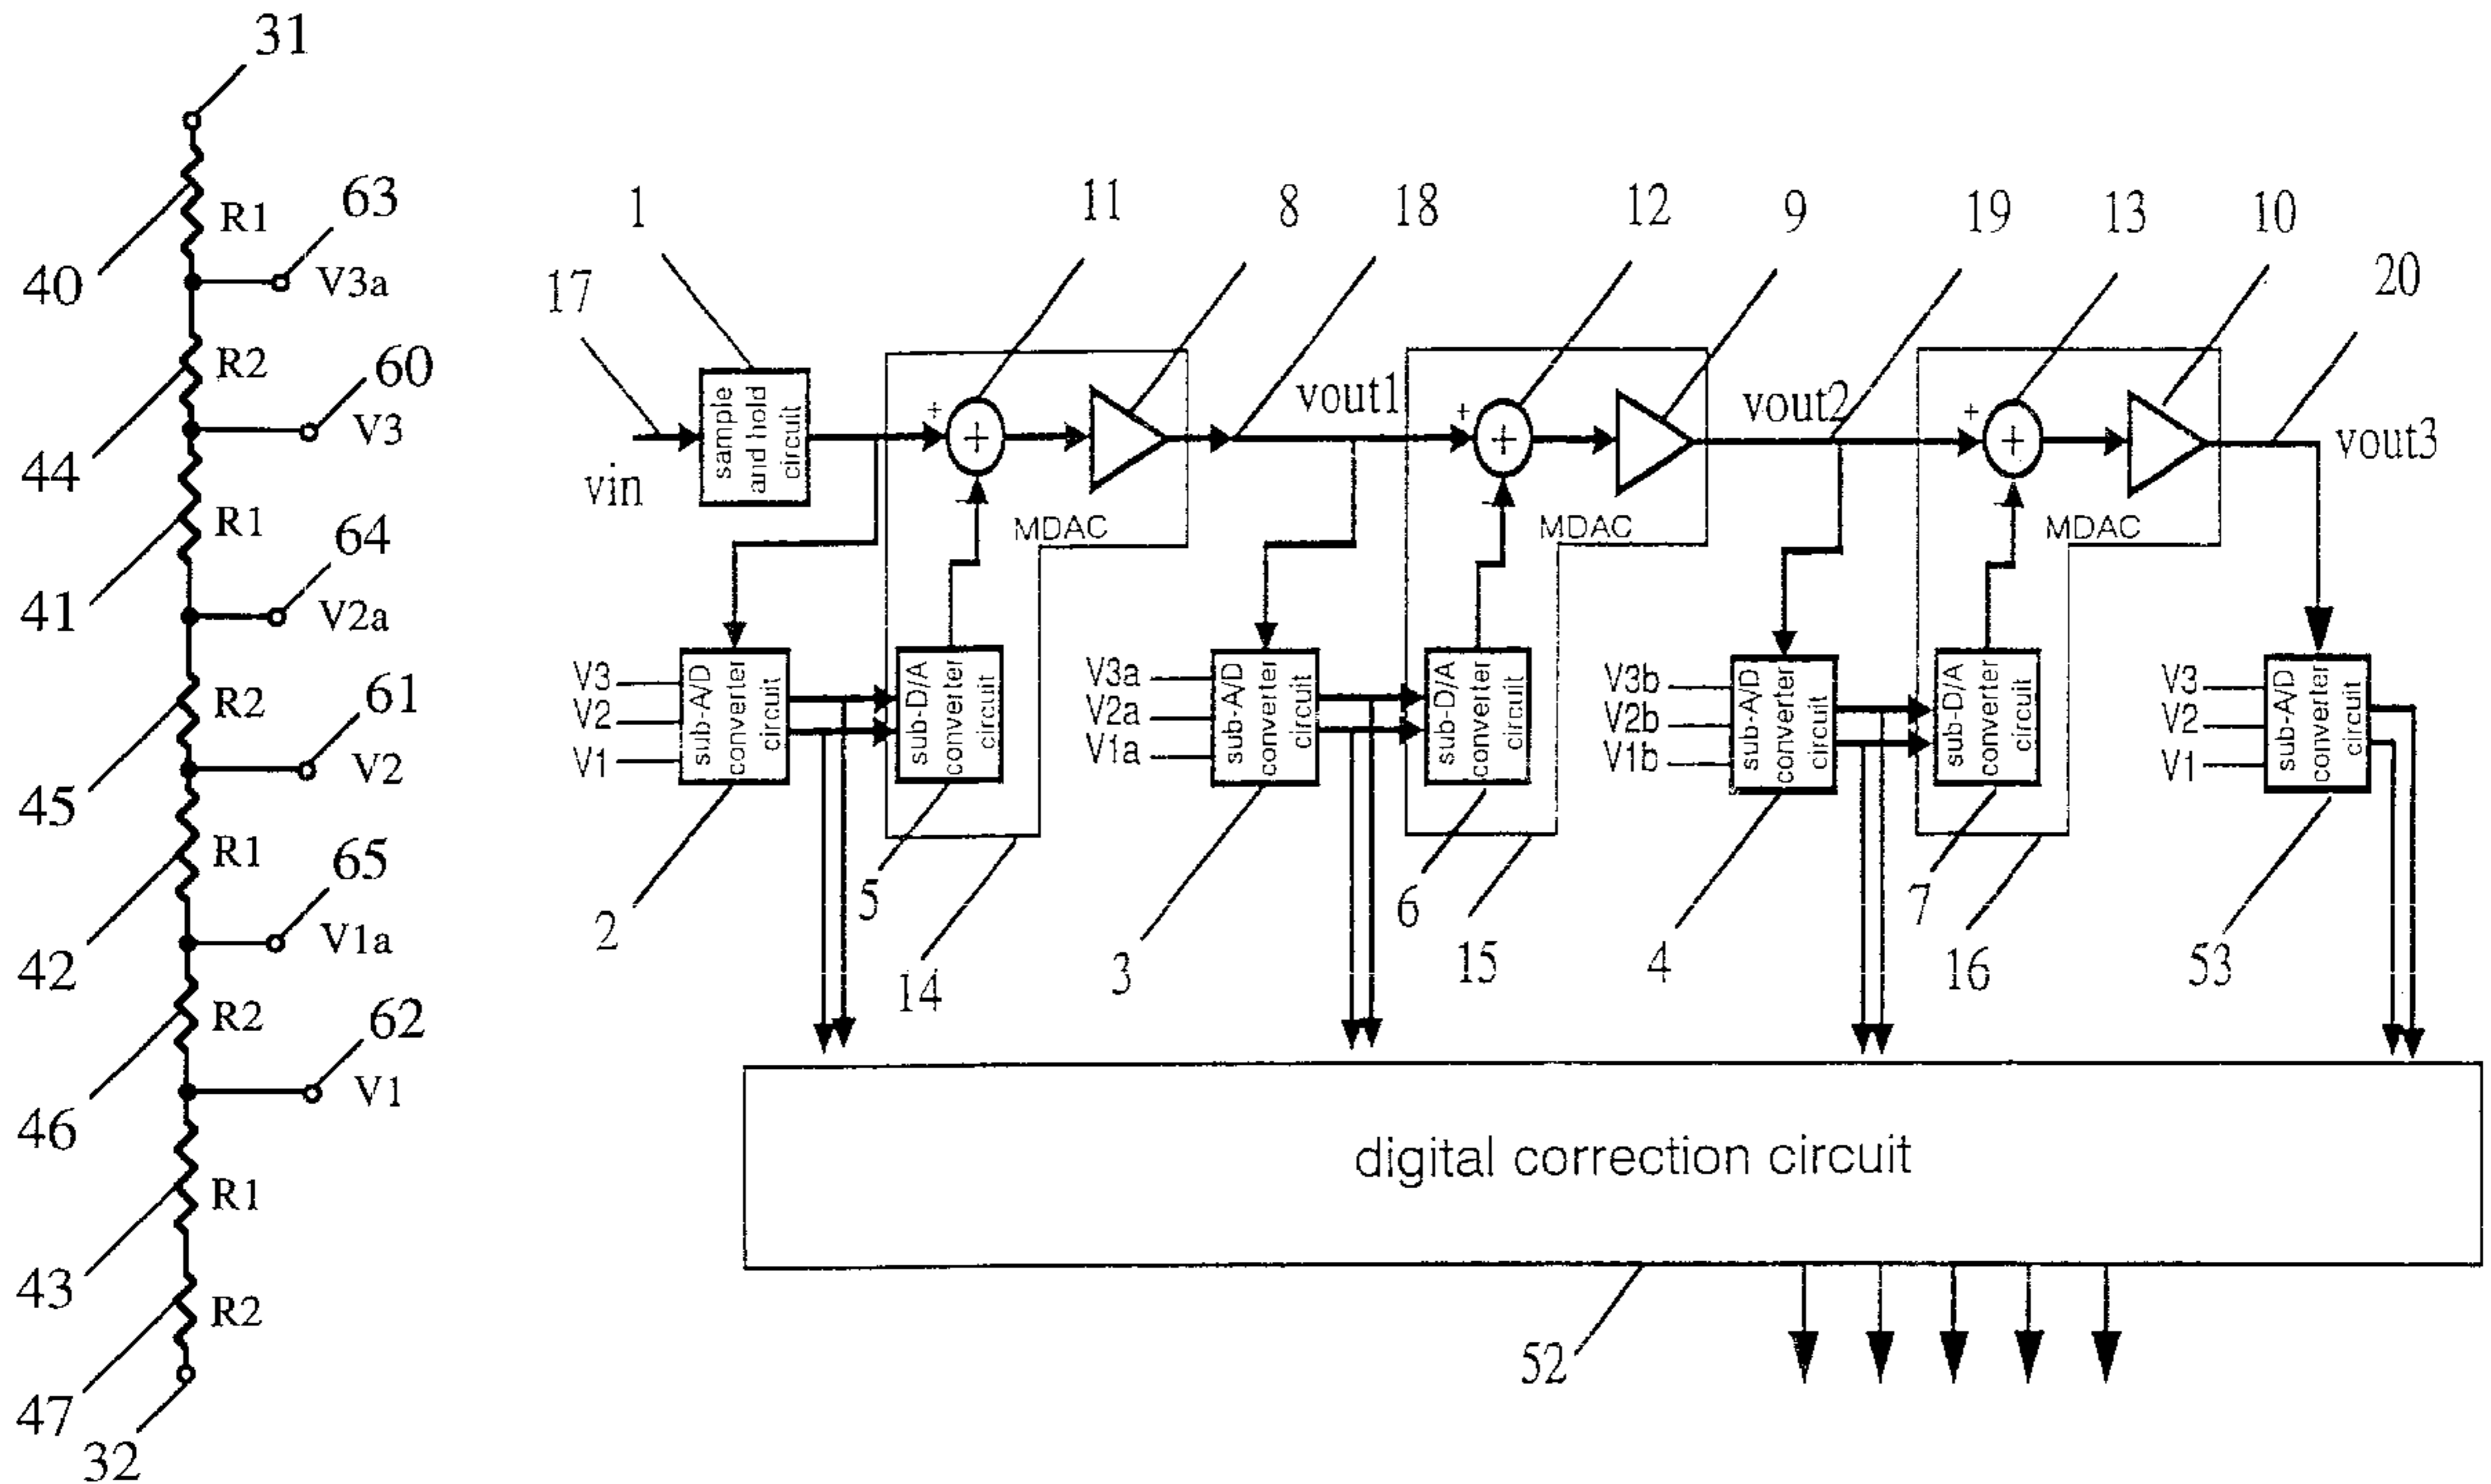 31
R1
63
V3a
40
R2
60
V3
44
R1
64
V2a
41
R2
61
V2
45
R1
65
V1a
42
R2
62
V1
46
R1
43
R2
47
32
1
11
8
18
12
9
19
13
10
20
17
vin
sample
and hold
circuit
+
+
-
MDAC
vout1
+
+
-
MDAC
vout2
+
+
-
MDAC
vout3
V3
V2
V1
sub-A/D
converter
circuit
sub-D/A
converter
circuit
V3a
V2a
V1a
sub-A/D
converter
circuit
sub-D/A
converter
circuit
V3b
V2b
V1b
sub-A/D
converter
circuit
sub-D/A
converter
circuit
V3
V2
V1
sub-A/D
converter
circuit
2
5
14
3
6
15
4
7
16
53
digital correction circuit
52